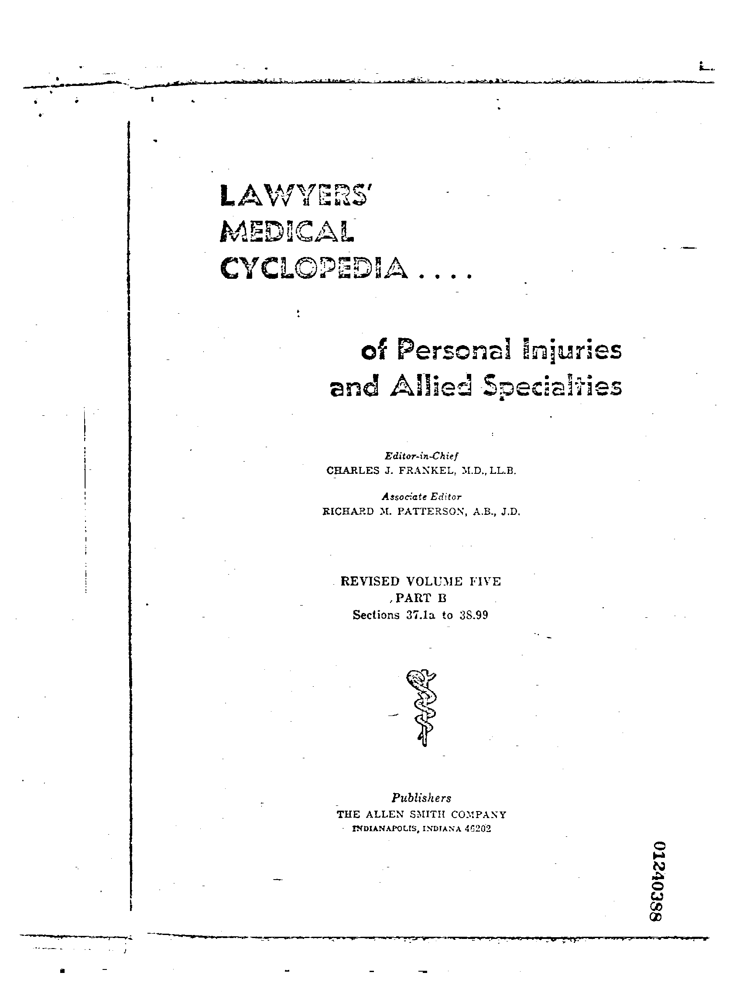 LAWYERS'
MEDICAL
CYCLOPEDIA ....
of Personal Injuries
and Allied Specialties
Editor-in-Chief
CHARLES J. FRANKEL, M.D., LL.B.
Associate Editor
RICHARD M. PATTERSON, A.B., J.D.
REVISED VOLUME FIVE
PART B
Sections 37.1a to 38.99
Publishers
THE ALLEN SMITH COMPANY
INDIANAPOLIS, INDIANA 46202
01240388